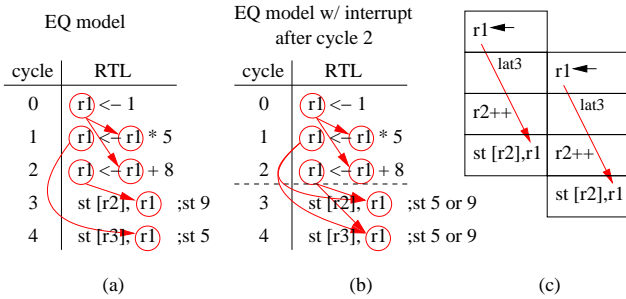 EQ model
cycle RTL
0 r1 <- 1
1 r1 <- r1 * 5
2 r1 <- r1 + 8
3 st [r2], r1 ;st 9
4 st [r3], r1 ;st 5
(a)
EQ model w/ interrupt
after cycle 2
cycle RTL
0 r1 <- 1
1 r1 <- r1 * 5
2 r1 <- r1 + 8
3 st [r2], r1 ;st 5 or 9
4 st [r3], r1 ;st 5 or 9
(b)
r1
lat3
r2++
st [r2],r1
r1
lat3
r2++
st [r2],r1
(c)